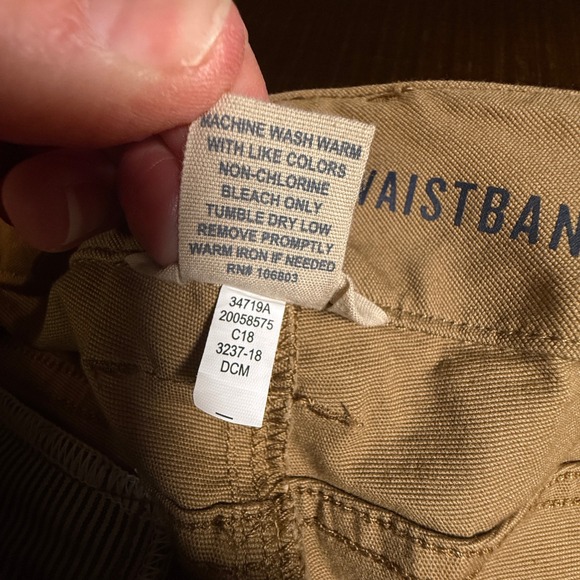 MACHINE WASH WARM
WITH LIKE COLORS
NON-CHLORINE
BLEACH ONLY
TUMBLE DRY LOW
REMOVE PROMPTLY
WARM IRON IF NEEDED
RN# 106803
34719A
20058575
C18
3237-18
DCM
WAISTBAN